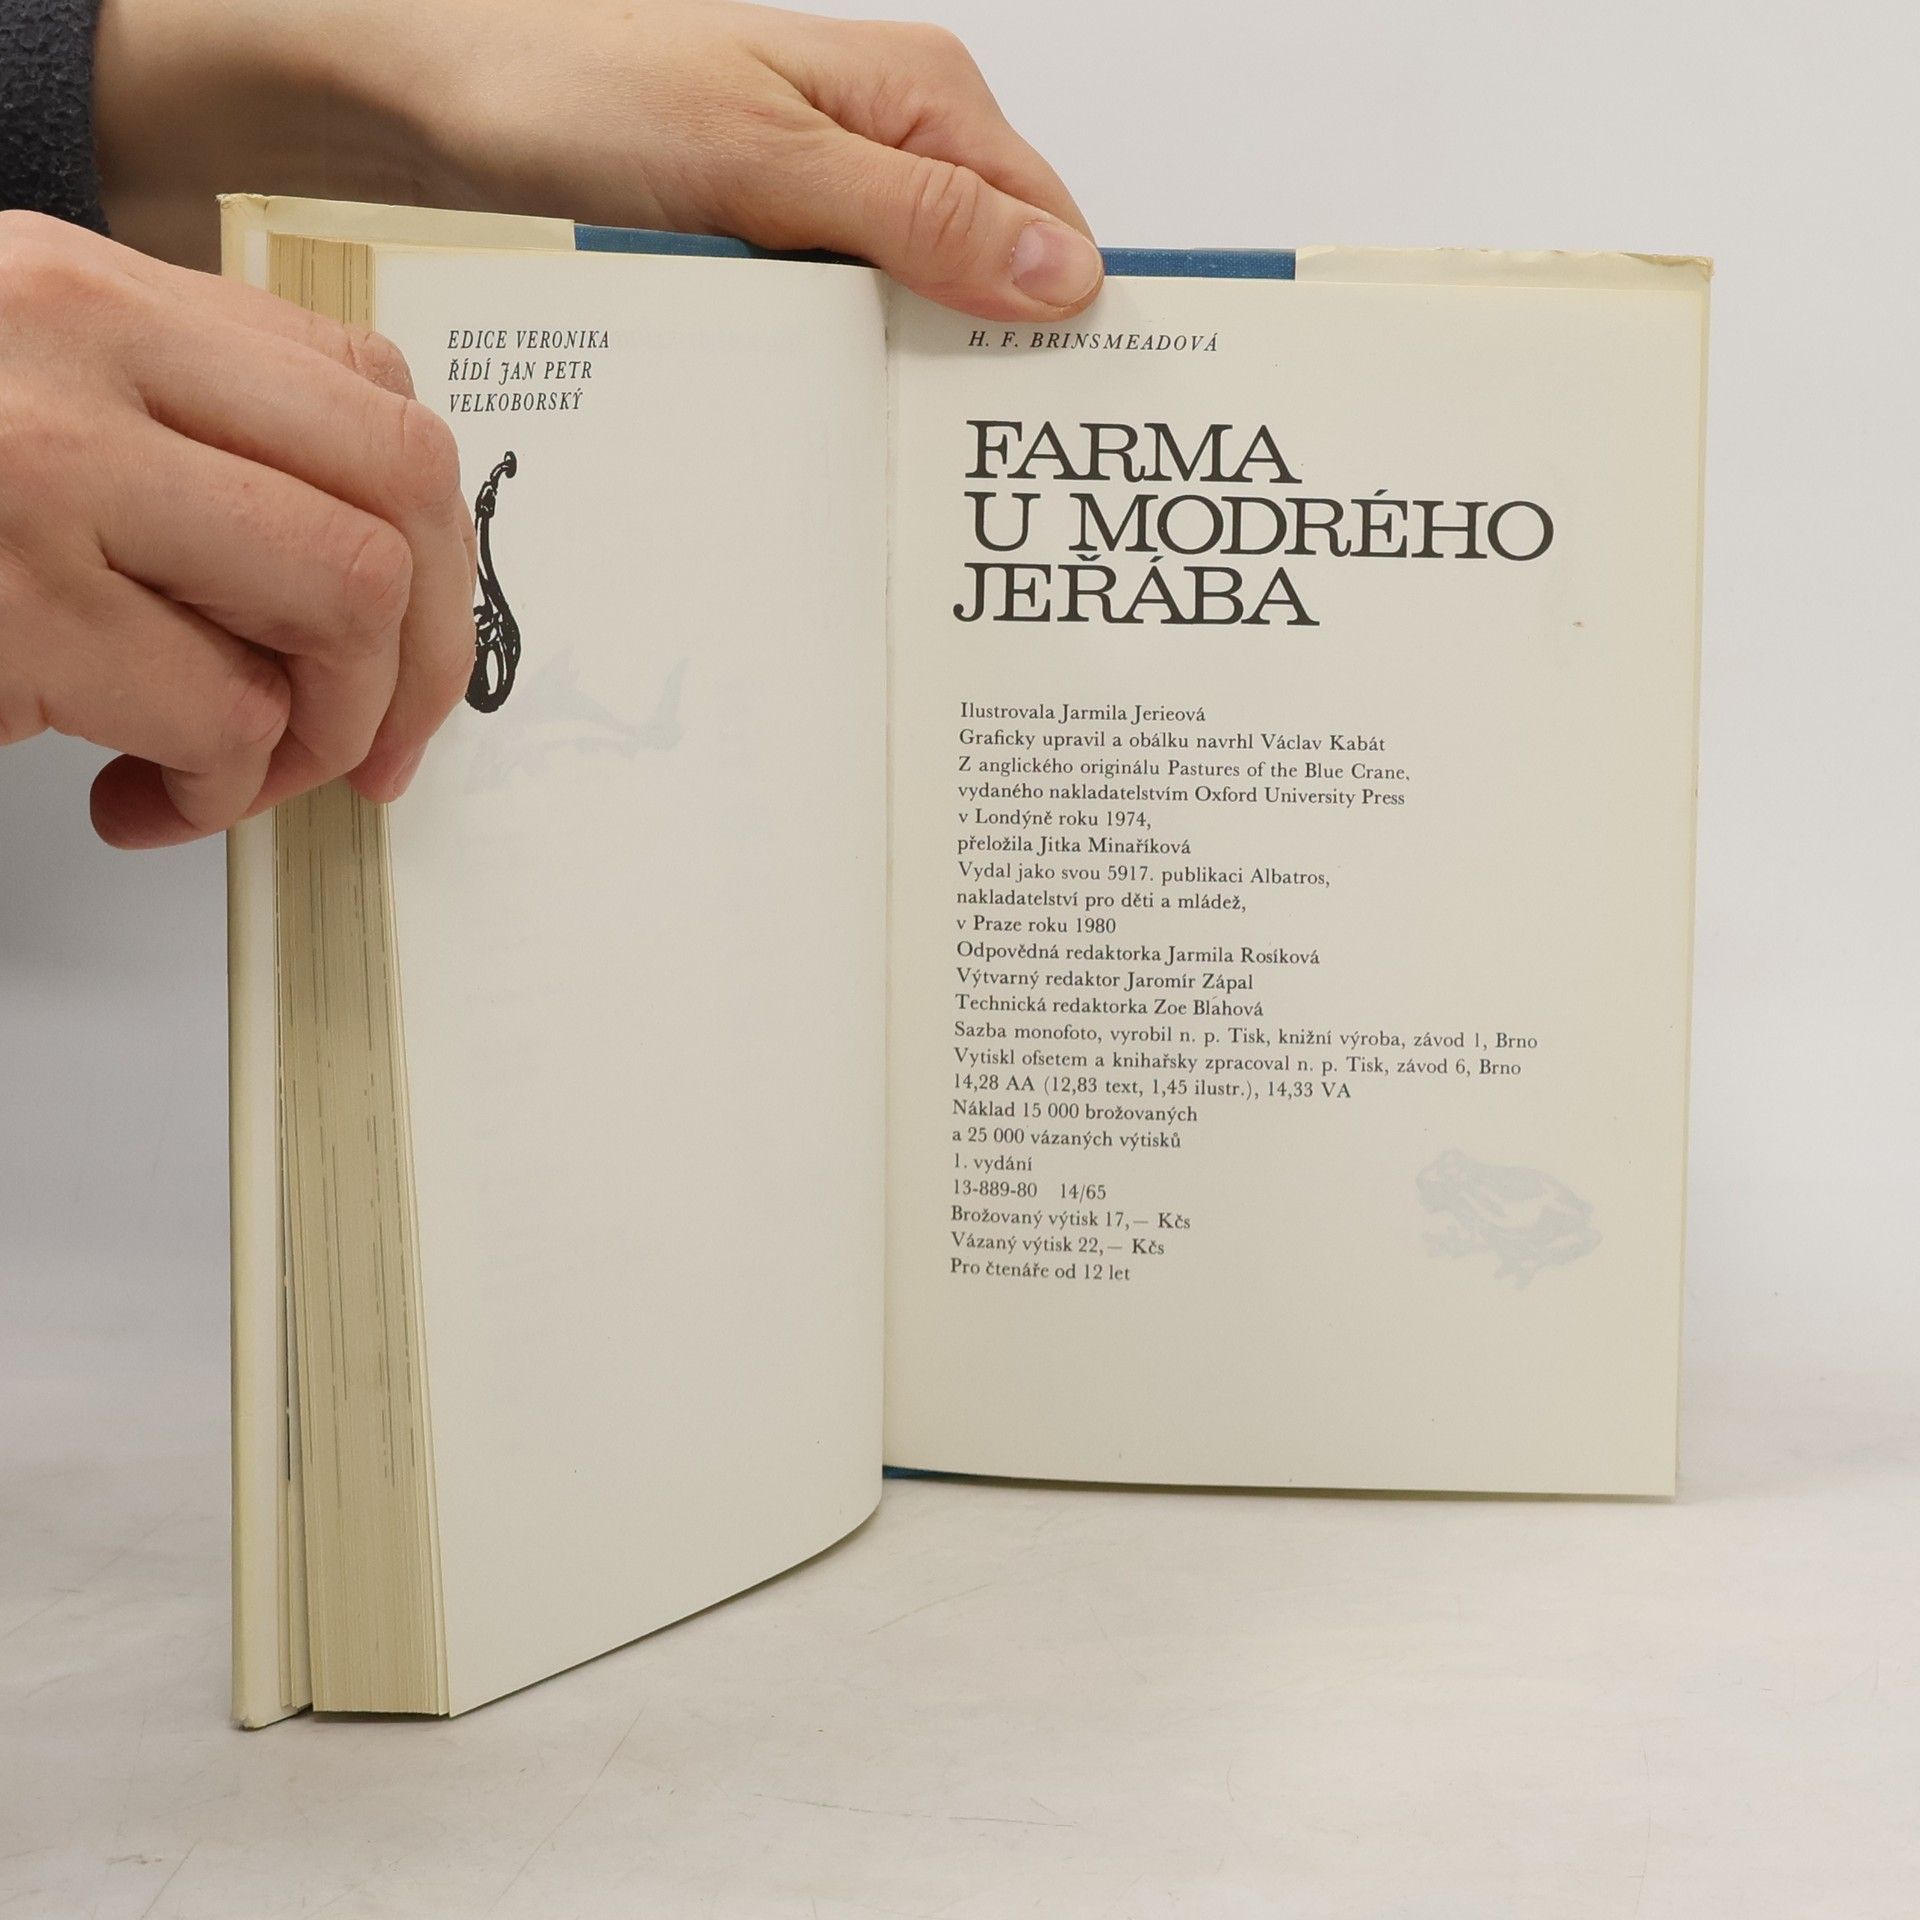 EDICE VERONIKA
ŘÍDÍ JAN PETR
VELKOBORSKÝ
H. F. BRINSMEADOVÁ
FARMA
U MODRÉHO
JEŘÁBA
Ilustrovala Jarmila Jerieová
Graficky upravil a obálku navrhl Václav Kabát
Z anglického originálu Pastures of the Blue Crane,
vydaného nakladatelstvím Oxford University Press
v Londýně roku 1974,
přeložila Jitka Minaříková
Vydal jako svou 5917. publikaci Albatros,
nakladatelství pro děti a mládež,
v Praze roku 1980
Odpovědná redaktorka Jarmila Rosíková
Výtvarný redaktor Jaromír Zápal
Technická redaktorka Zoe Bláhová
Sazba monofoto, vyrobil n. p. Tisk, knižní výroba, závod 1, Brno
Vytiskl ofsetem a knihařsky zpracoval n. p. Tisk, závod 6, Brno
14,28 AA (12,83 text, 1,45 ilustr.), 14,33 VA
Náklad 15 000 brožovaných
a 25 000 vázaných výtisků
1. vydání
13-889-80 14/65
Brožovaný výtisk 17,— Kčs
Vázaný výtisk 22,— Kčs
Pro čtenáře od 12 let